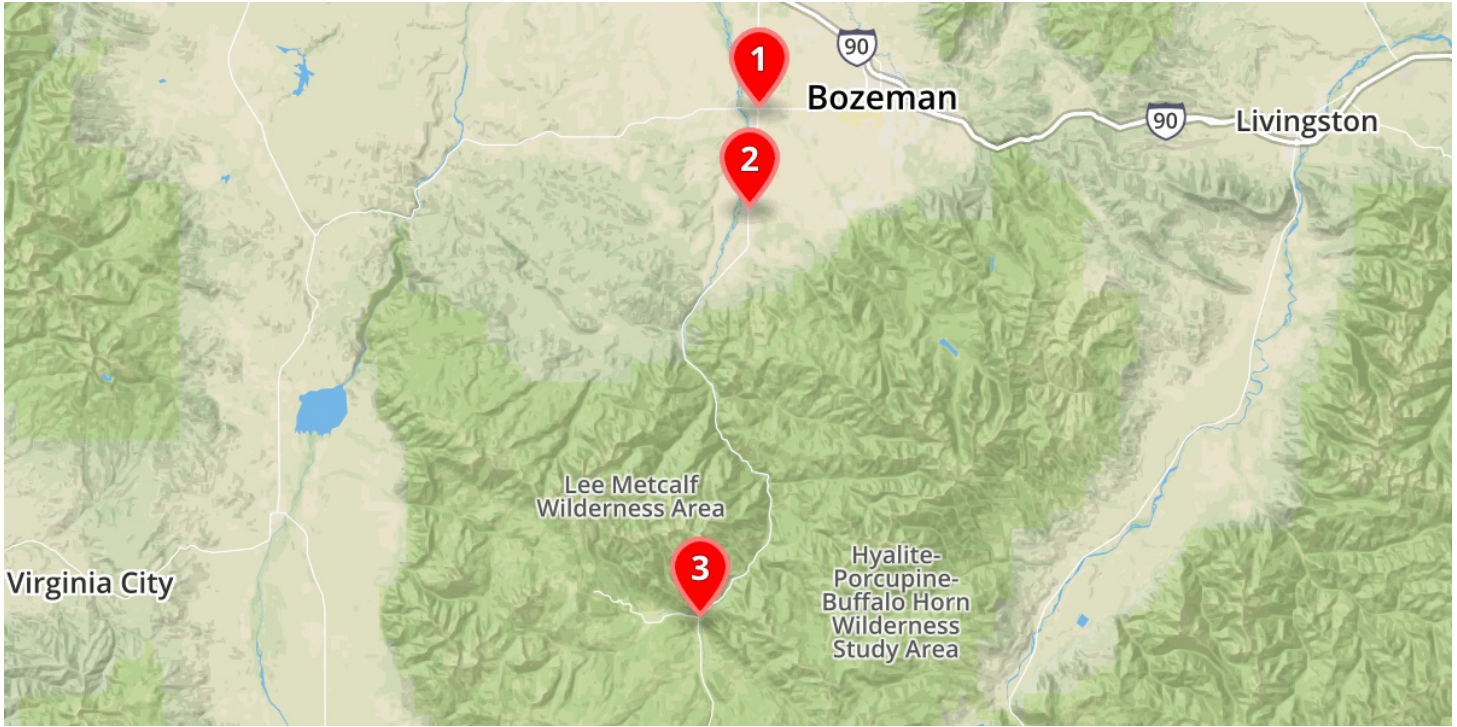 90
1
Bozeman
90
Livingston
2
Lee Metcalf
Wilderness Area
Hyalite-
Porcupine-
Buffalo Horn
Wilderness
Study Area
3
Virginia City